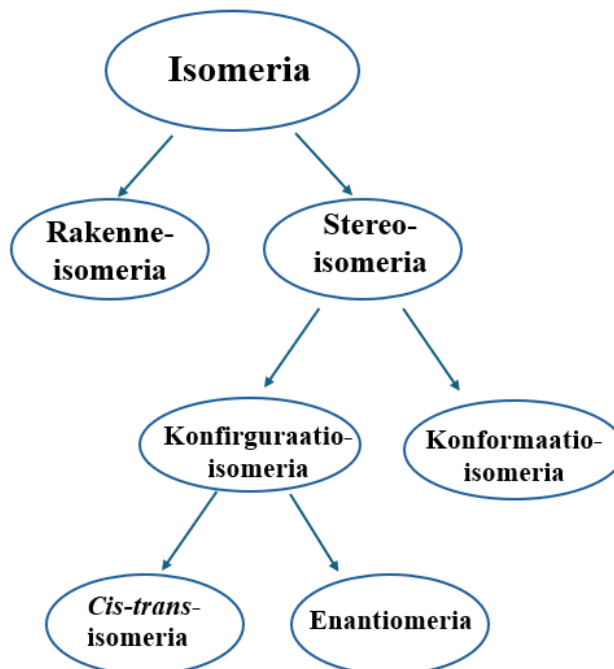 Isomeria
Rakenne-
isomeria
Stereo-
isomeria
Konfirguraatio-
isomeria
Konformaatio-
isomeria
Cis-trans-
isomeria
Enantiomeria